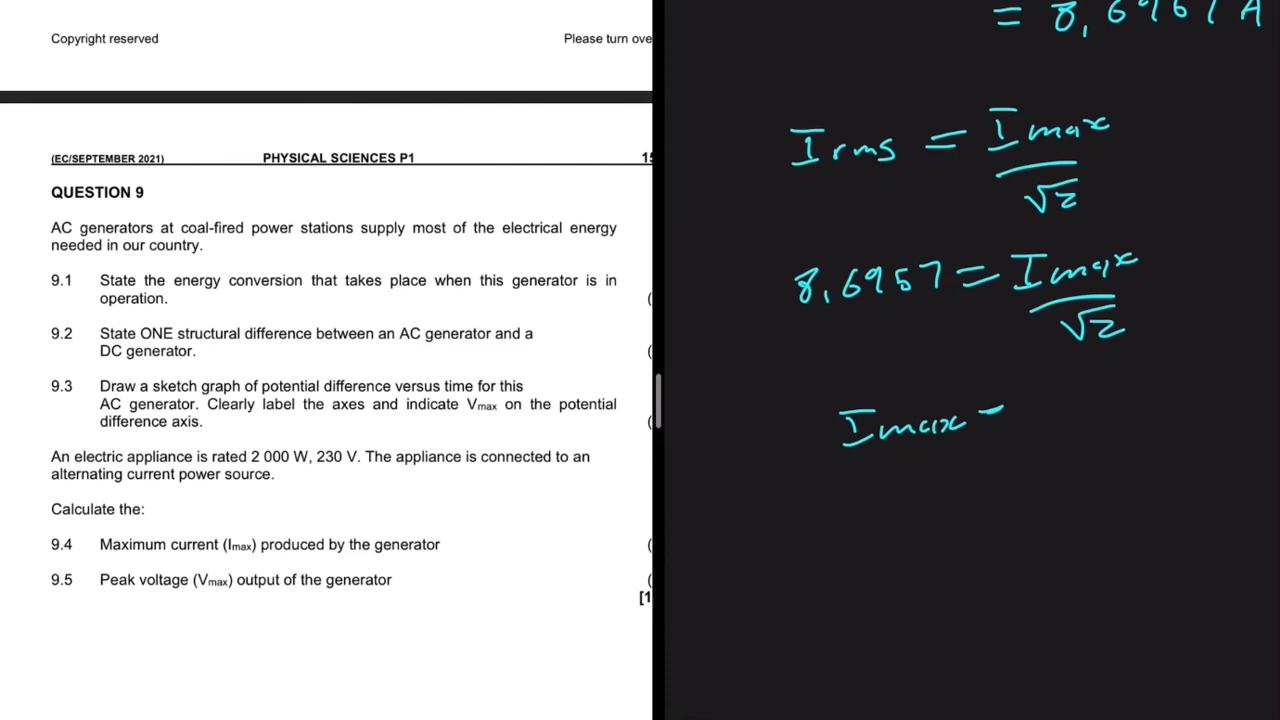 Copyright reserved
Please turn ove
(EC/SEPTEMBER 2021) PHYSICAL SCIENCES P1 15
QUESTION 9
AC generators at coal-fired power stations supply most of the electrical energy
needed in our country.
9.1 State the energy conversion that takes place when this generator is in
operation. (
9.2 State ONE structural difference between an AC generator and a
DC generator. (
9.3 Draw a sketch graph of potential difference versus time for this
AC generator. Clearly label the axes and indicate Vmax on the potential
difference axis. (
An electric appliance is rated 2 000 W, 230 V. The appliance is connected to an
alternating current power source.
Calculate the:
9.4 Maximum current (Imax) produced by the generator (
9.5 Peak voltage (Vmax) output of the generator (
[1
= 8,6957 A
Irms = Imax
√2
8,6957 = Imax
√2
Imax -